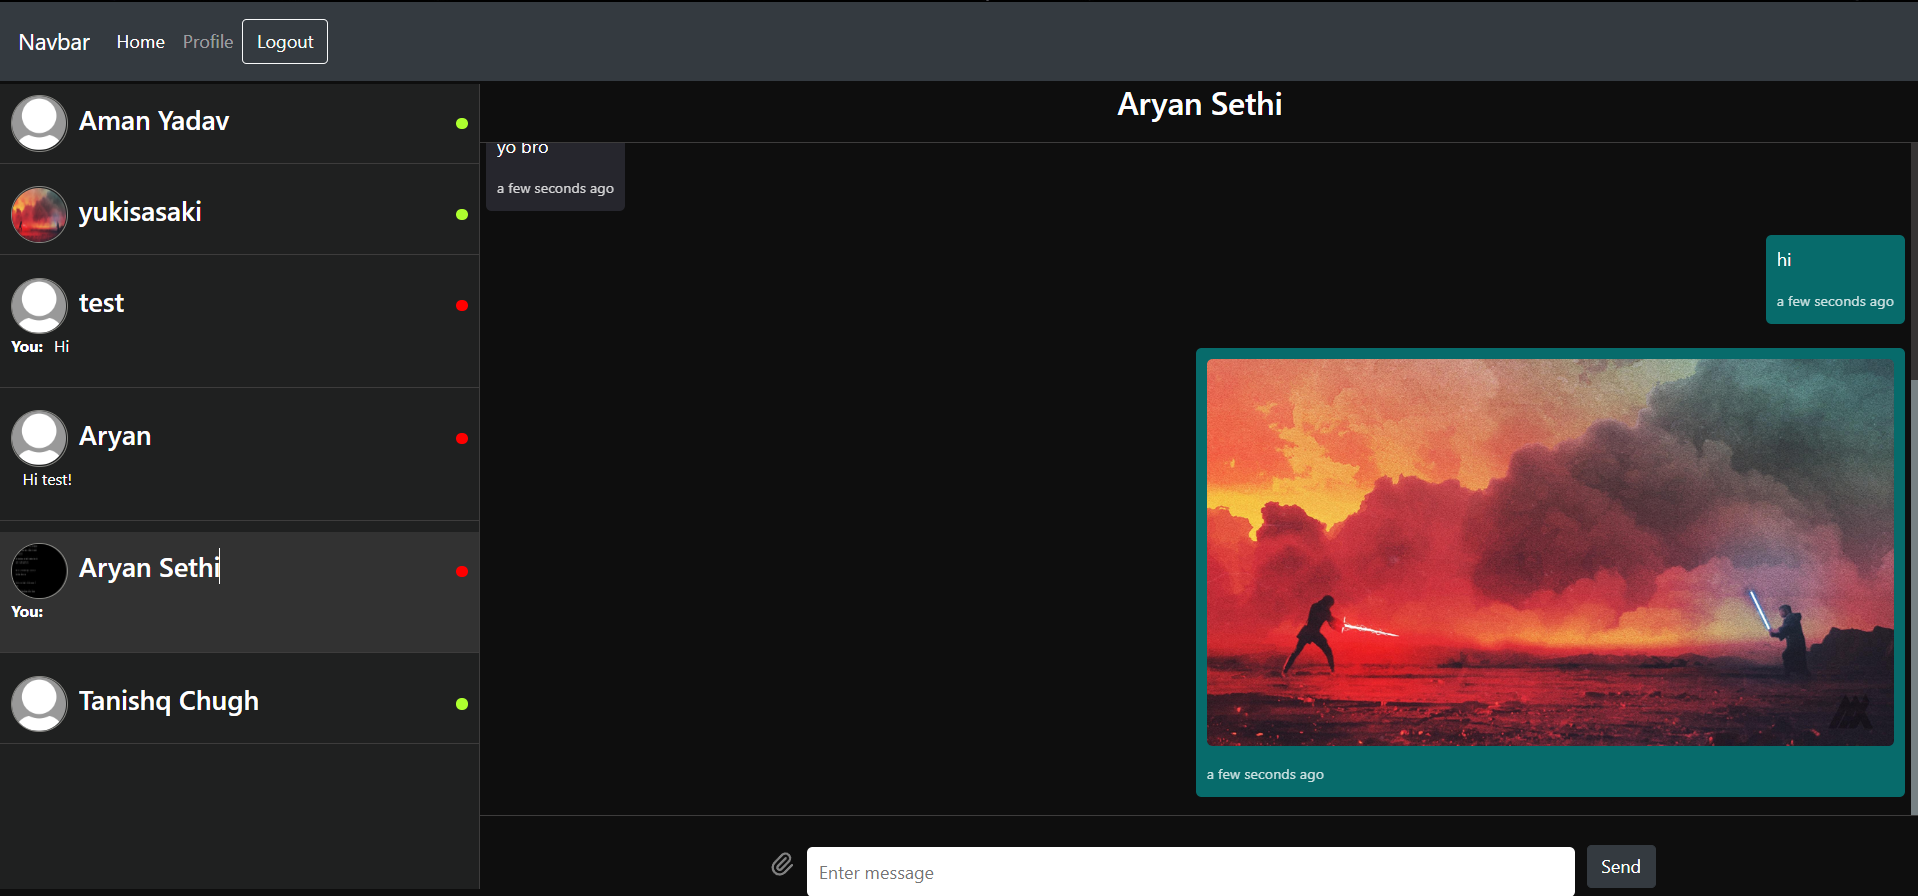 Navbar Home Profile Logout
Aman Yadav
yukisasaki
test
You: Hi
Aryan
Hi test!
Aryan Sethi
You:
Tanishq Chugh
Aryan Sethi
yo bro
a few seconds ago
hi
a few seconds ago
a few seconds ago
Enter message
Send